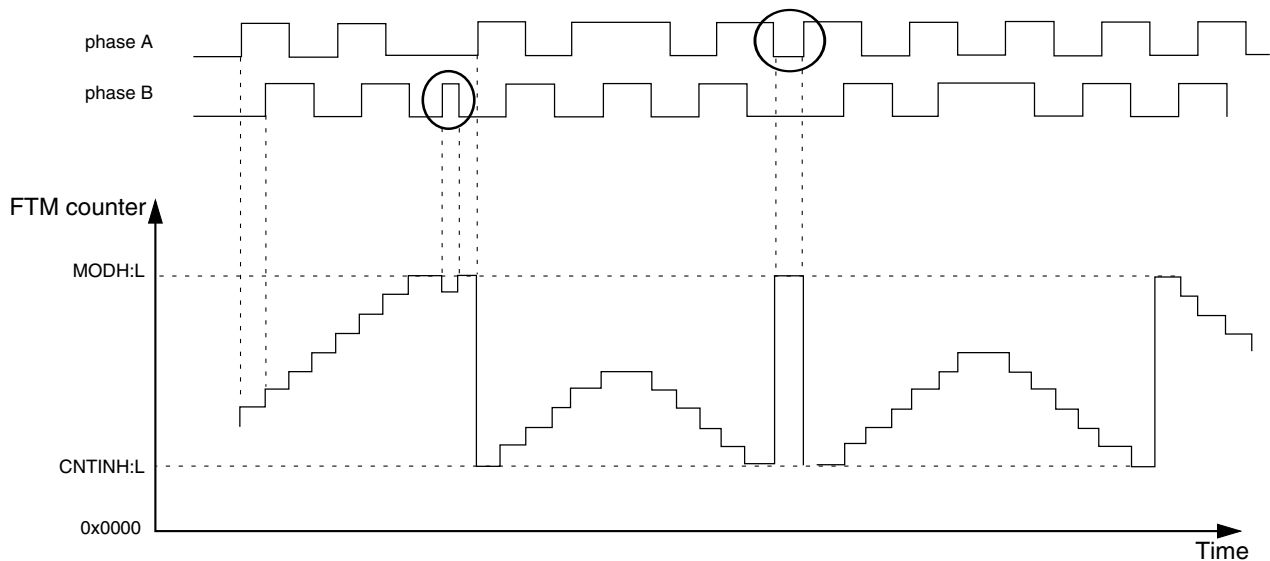 phase A
phase B
FTM counter
MODH:L
CNTINH:L
0x0000
Time